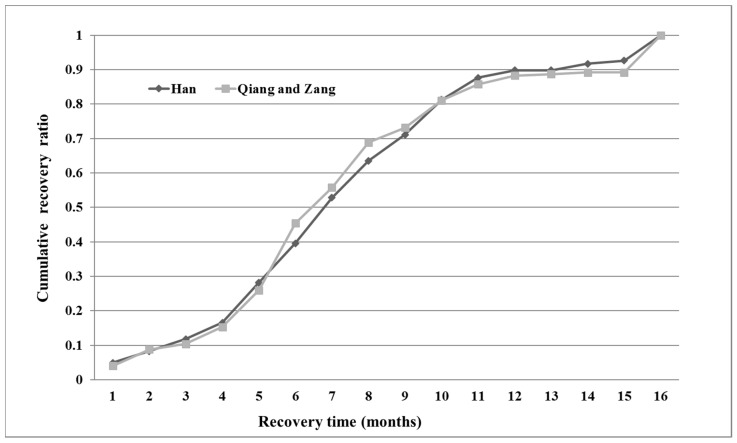 1
0.9
0.8
0.7
0.6
0.5
0.4
0.3
0.2
0.1
0
Cumulative recovery ratio
Han
Qiang and Zang
1 2 3 4 5 6 7 8 9 10 11 12 13 14 15 16
Recovery time (months)